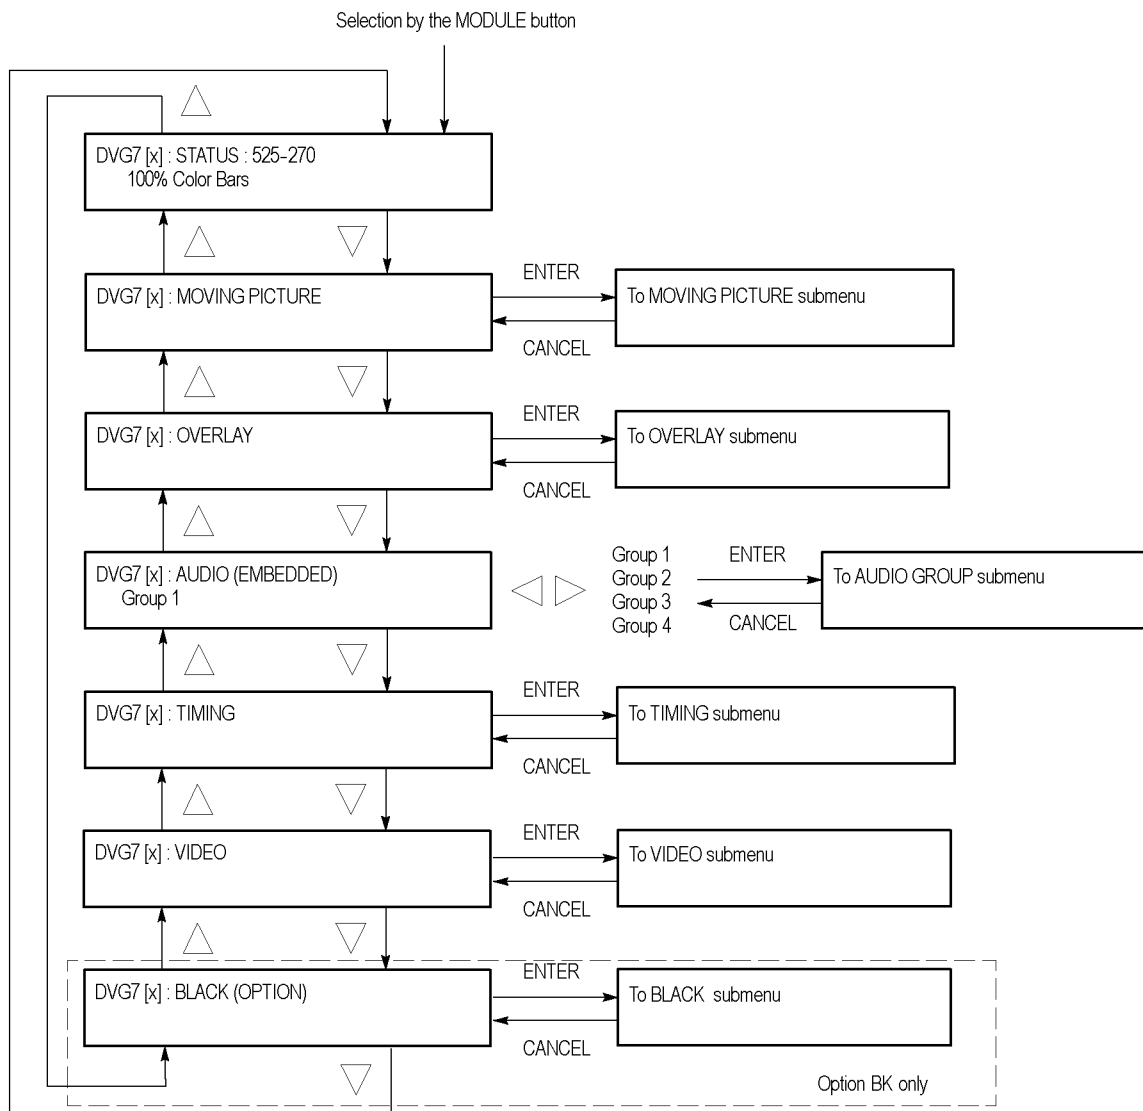 Selection by the MODULE button
DVG7 [x] : STATUS : 525-270
100% Color Bars
DVG7 [x] : MOVING PICTURE
ENTER
To MOVING PICTURE submenu
CANCEL
DVG7 [x] : OVERLAY
ENTER
To OVERLAY submenu
CANCEL
DVG7 [x] : AUDIO (EMBEDDED)
Group 1
Group 1
Group 2
Group 3
Group 4
ENTER
To AUDIO GROUP submenu
CANCEL
DVG7 [x] : TIMING
ENTER
To TIMING submenu
CANCEL
DVG7 [x] : VIDEO
ENTER
To VIDEO submenu
CANCEL
DVG7 [x] : BLACK (OPTION)
ENTER
To BLACK submenu
CANCEL
Option BK only